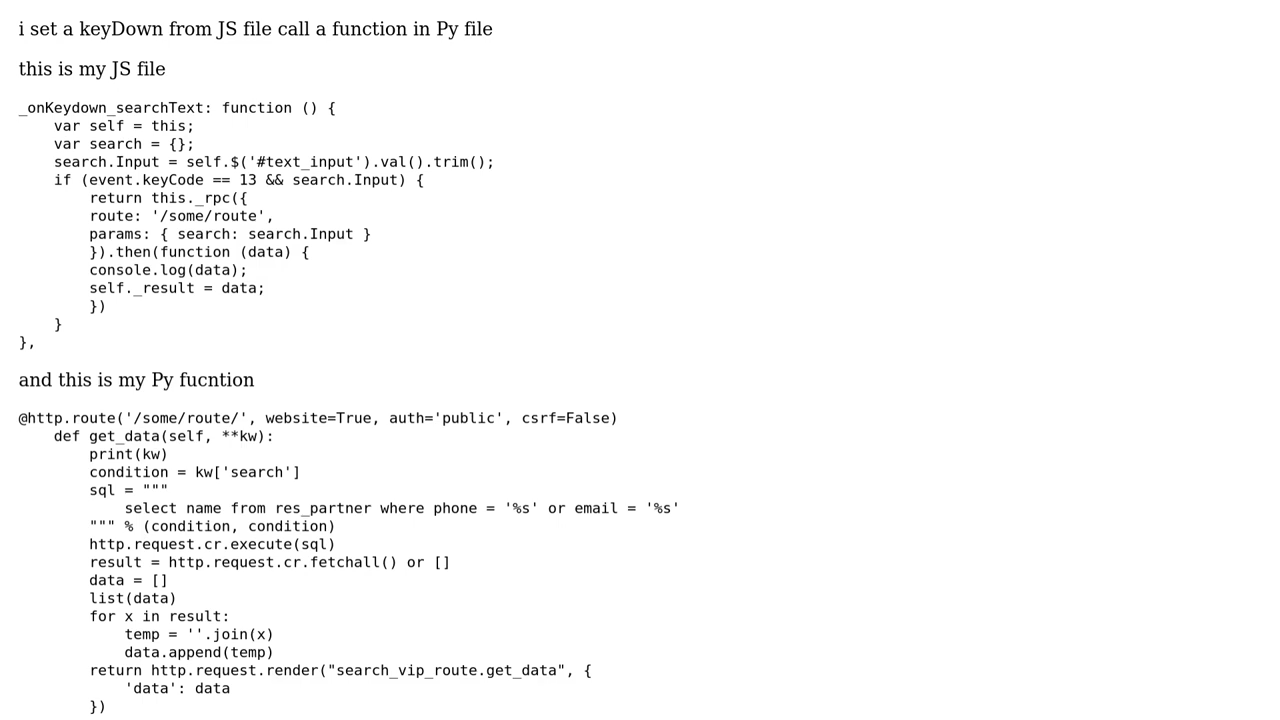 i set a keyDown from JS file call a function in Py file
this is my JS file
_onKeydown_searchText: function () {
    var self = this;
    var search = {};
    search.Input = self.$('#text_input').val().trim();
    if (event.keyCode == 13 && search.Input) {
        return this._rpc({
        route: '/some/route',
        params: { search: search.Input }
        }).then(function (data) {
        console.log(data);
        self._result = data;
        })
    }
},
and this is my Py fucntion
@http.route('/some/route/', website=True, auth='public', csrf=False)
    def get_data(self, **kw):
        print(kw)
        condition = kw['search']
        sql = """
            select name from res_partner where phone = '%s' or email = '%s'
        """ % (condition, condition)
        http.request.cr.execute(sql)
        result = http.request.cr.fetchall() or []
        data = []
        list(data)
        for x in result:
            temp = ''.join(x)
            data.append(temp)
        return http.request.render("search_vip_route.get_data", {
            'data': data
        })